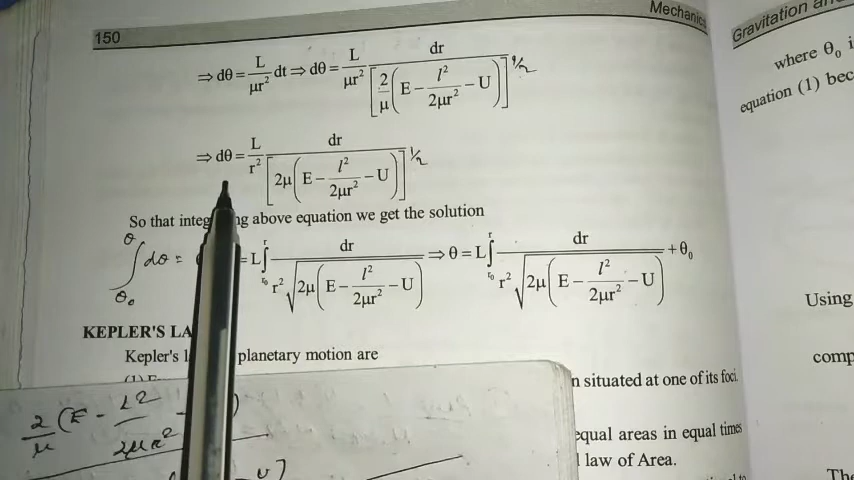 150
Mechanics
⇒ dθ = L/μr² dt ⇒ dθ = L/μr² dr/[2/μ(E − l²/2μr² − U)]^1/2
⇒ dθ = L/r² dr/[2μ(E − l²/2μr² − U)]^1/2
So that integ ng above equation we get the solution
∫θ₀^θ dθ = = L∫r₀^r dr/r²√2μ(E − l²/2μr² − U) ⇒ θ = L∫r₀^r dr/r²√2μ(E − l²/2μr² − U) + θ₀
KEPLER'S LA
Kepler's l planetary motion are
n situated at one of its foci.
equal areas in equal times
law of Area.
2/μ (E − L²/2μr²
U)
Gravitation an
where θ₀ i
equation (1) bec
Using
comp
The